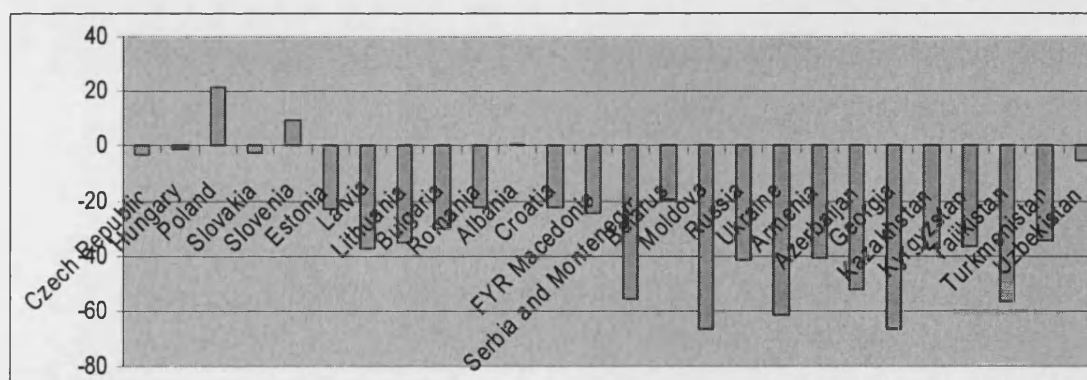 40
20
0
-20
-40
-60
-80
Czech Republic
Hungary
Poland
Slovakia
Slovenia
Estonia
Latvia
Lithuania
Bulgaria
Romania
Albania
Croatia
FYR Macedonia
Serbia and Montenegr.
Belarus
Moldova
Russia
Ukraine
Armenia
Azerbaijan
Georgia
Kazakhstan
Kyrgyzstan
Tajikistan
Turkmenistan
Uzbekistan